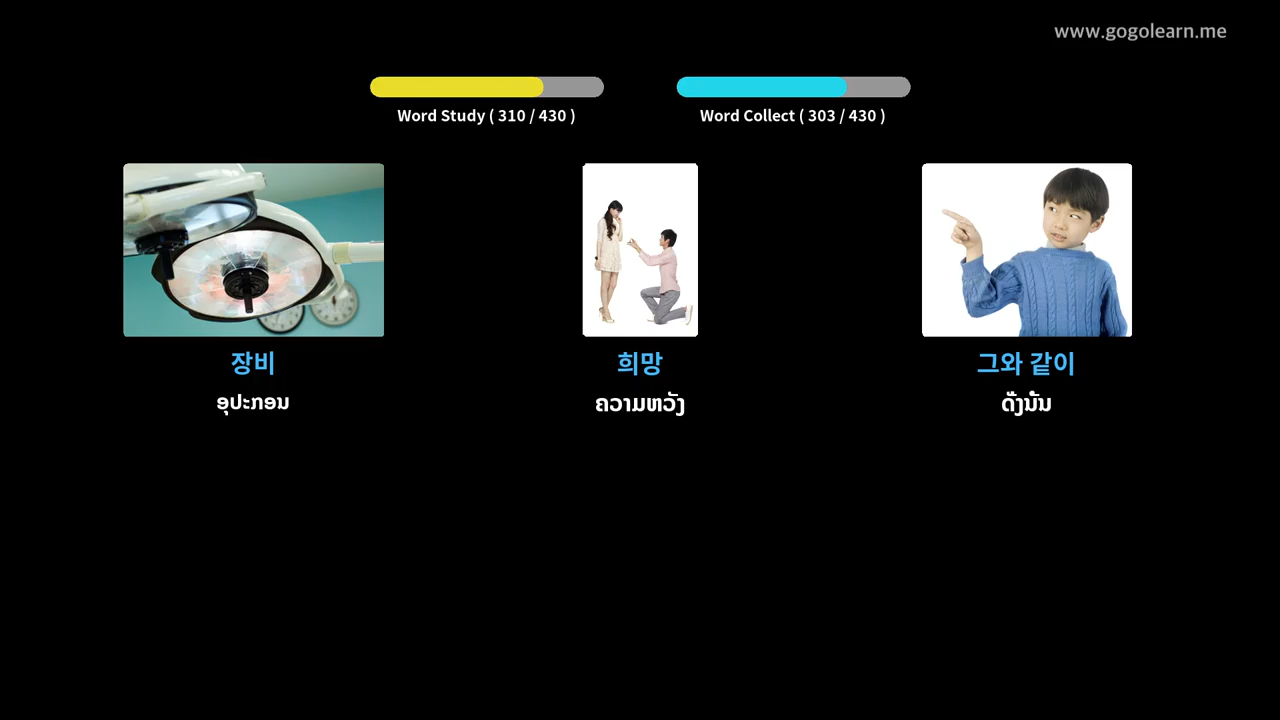 www.gogolearn.me
Word Study ( 310 / 430 )
Word Collect ( 303 / 430 )
장비
희망
그와 같이
ອຸປະກອນ
ຄວາມຫວັງ
ດັ່ງນັ້ນ